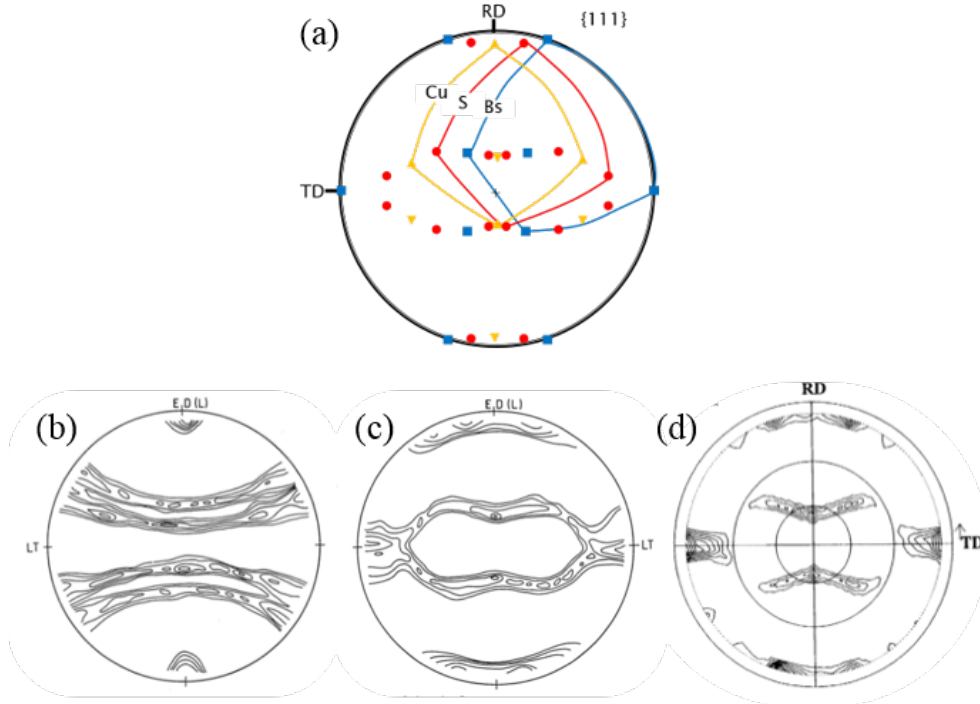 (a)
RD
{111}
Cu
S
Bs
TD
(b)
E.D(L)
LT
(c)
E.D(L)
LT
(d)
RD
TD